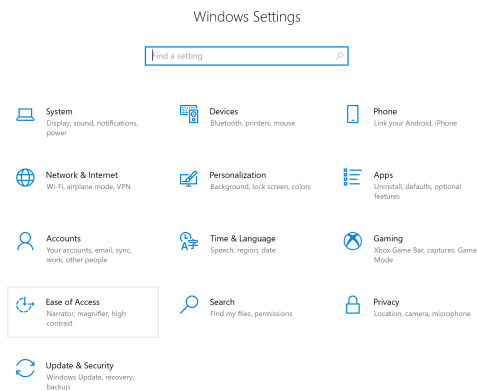 Windows Settings
Find a setting
System
Display, sound, notifications,
power
Devices
Bluetooth, printers, mouse
Phone
Link your Android, iPhone
Network & Internet
Wi-Fi, airplane mode, VPN
Personalization
Background, lock screen, colors
Apps
Uninstall, defaults, optional
features
Accounts
Your accounts, email, sync,
work, other people
Time & Language
Speech, region, date
Gaming
Xbox Game Bar, captures, Game
Mode
Ease of Access
Narrator, magnifier, high
contrast
Search
Find my files, permissions
Privacy
Location, camera, microphone
Update & Security
Windows Update, recovery,
backup